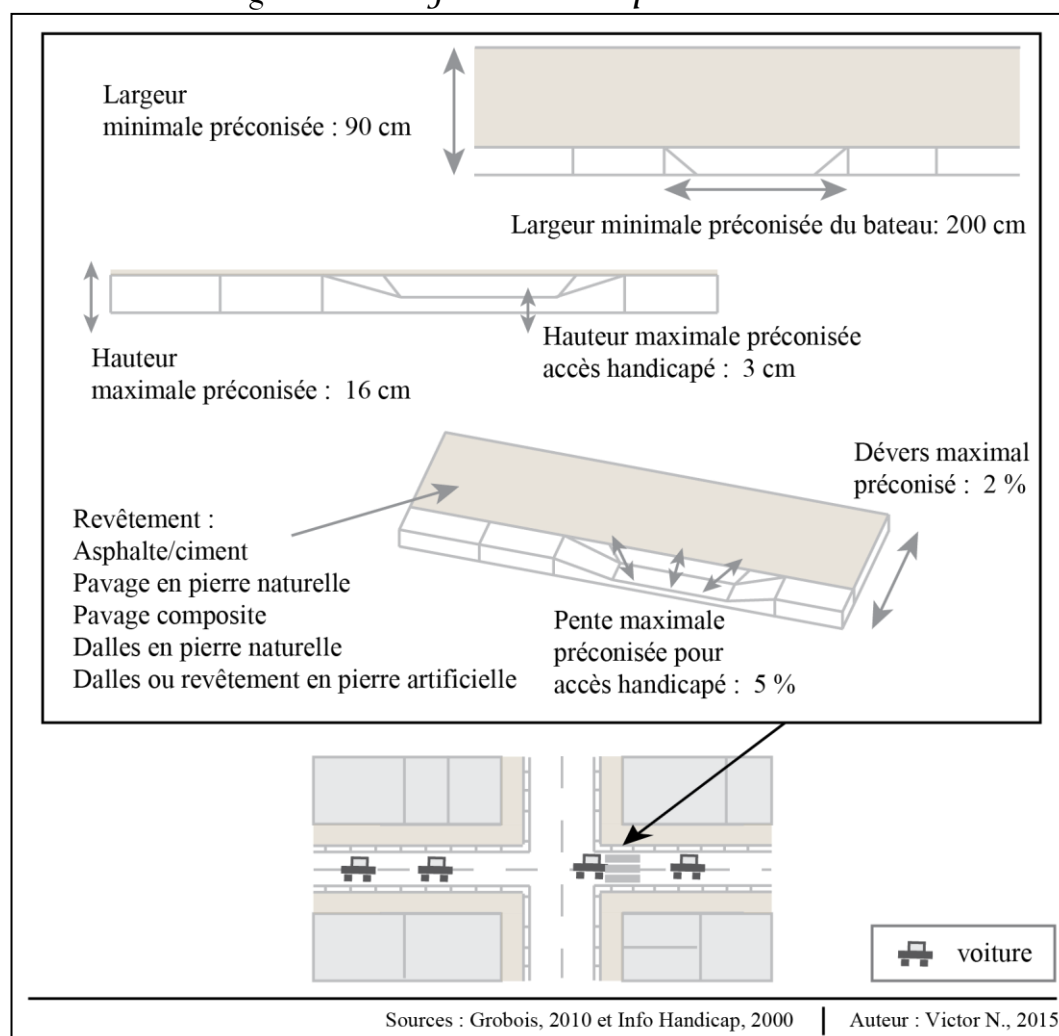 Largeur
minimale préconisée : 90 cm
Largeur minimale préconisée du bateau: 200 cm
Hauteur
maximale préconisée : 16 cm
Hauteur maximale préconisée
accès handicapé : 3 cm
Dévers maximal
préconisé : 2 %
Revêtement :
Asphalte/ciment
Pavage en pierre naturelle
Pavage composite
Dalles en pierre naturelle
Dalles ou revêtement en pierre artificielle
Pente maximale
préconisée pour
accès handicapé : 5 %
voiture
Sources : Grobois, 2010 et Info Handicap, 2000
Auteur : Victor N., 2015